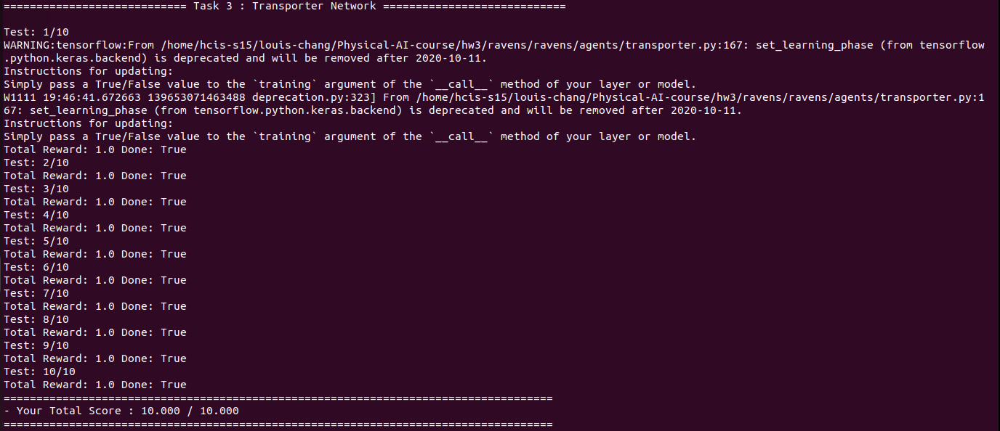 ============================ Task 3 : Transporter Network ============================
Test: 1/10
WARNING:tensorflow:From /home/hcis-s15/louis-chang/Physical-AI-course/hw3/ravens/ravens/agents/transporter.py:167: set_learning_phase (from tensorflow
.python.keras.backend) is deprecated and will be removed after 2020-10-11.
Instructions for updating:
Simply pass a True/False value to the `training` argument of the `__call__` method of your layer or model.
W1111 19:46:41.672663 139653071463488 deprecation.py:323] From /home/hcis-s15/louis-chang/Physical-AI-course/hw3/ravens/ravens/agents/transporter.py:1
67: set_learning_phase (from tensorflow.python.keras.backend) is deprecated and will be removed after 2020-10-11.
Instructions for updating:
Simply pass a True/False value to the `training` argument of the `__call__` method of your layer or model.
Total Reward: 1.0 Done: True
Test: 2/10
Total Reward: 1.0 Done: True
Test: 3/10
Total Reward: 1.0 Done: True
Test: 4/10
Total Reward: 1.0 Done: True
Test: 5/10
Total Reward: 1.0 Done: True
Test: 6/10
Total Reward: 1.0 Done: True
Test: 7/10
Total Reward: 1.0 Done: True
Test: 8/10
Total Reward: 1.0 Done: True
Test: 9/10
Total Reward: 1.0 Done: True
Test: 10/10
Total Reward: 1.0 Done: True
====================================================================================
- Your Total Score : 10.000 / 10.000
====================================================================================